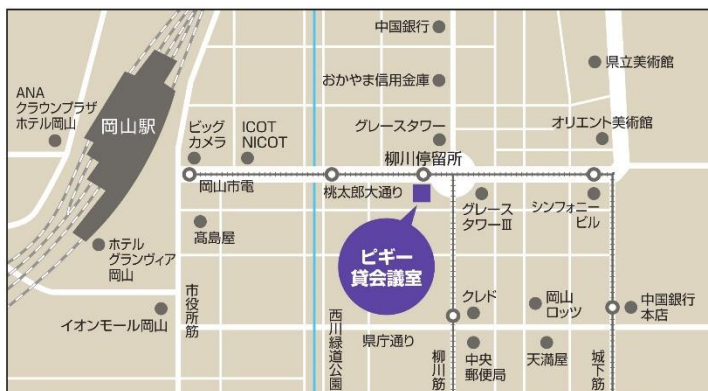 中国銀行
県立美術館
おかやま信用金庫
ANA
クラウンプラザ
ホテル岡山
岡山駅
ビッグ
カメラ
ICOT
NICOT
グレースタワー
オリエント美術館
柳川停留所
岡山市電
桃太郎大通り
グレース
タワーⅢ
シンフォニー
ビル
髙島屋
ピギー
貸会議室
ホテル
グランヴィア
岡山
イオンモール岡山
市役所筋
西川緑道公園
県庁通り
柳川筋
クレド
岡山
ロッツ
中国銀行
本店
中央
郵便局
天満屋
城下筋